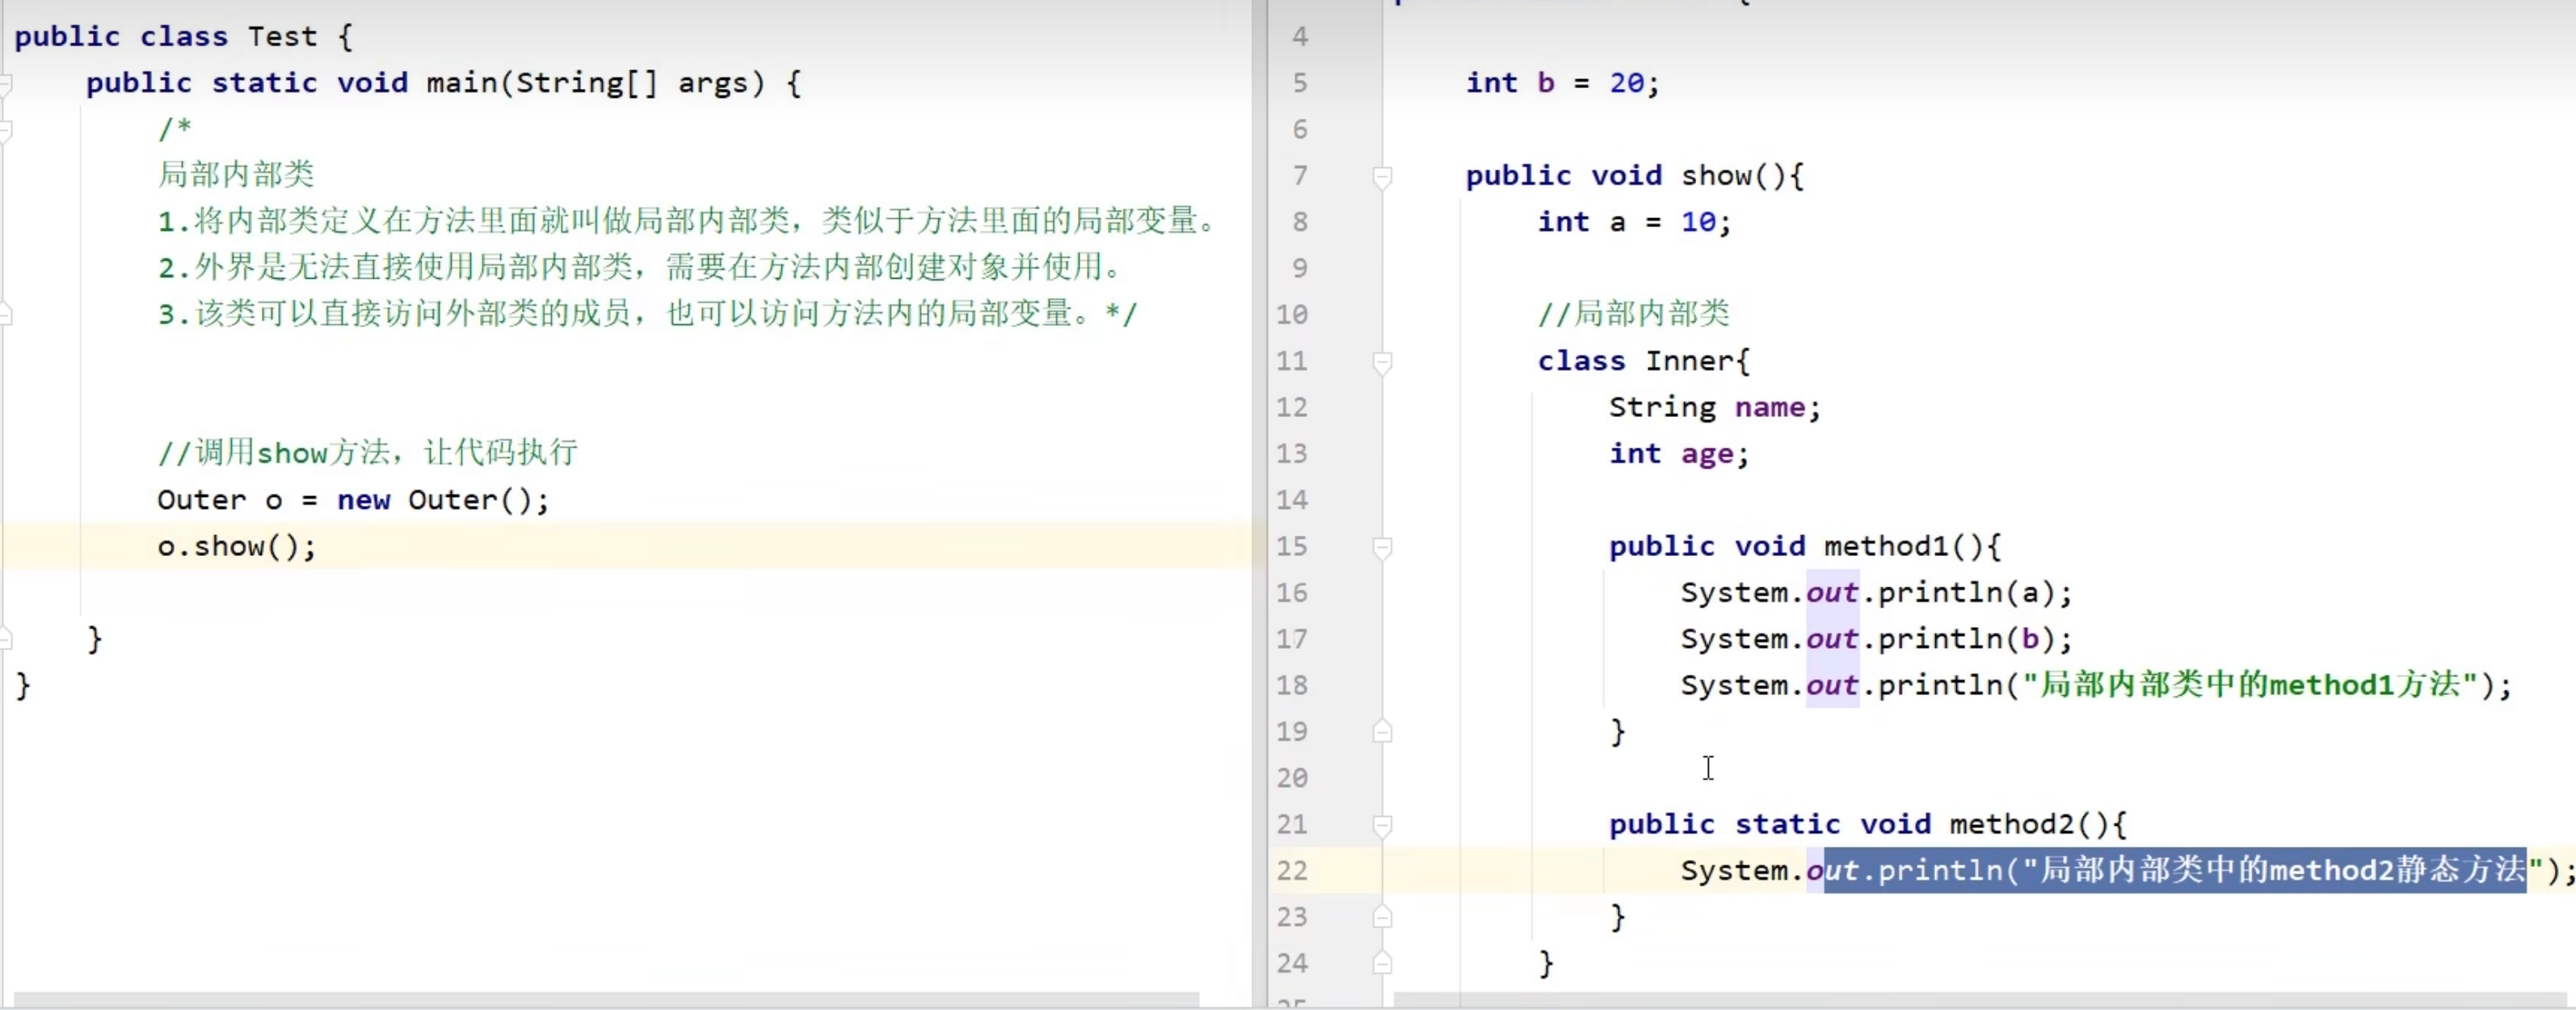 public class Test {
public static void main(String[] args) {
/*
局部内部类
1.将内部类定义在方法里面就叫做局部内部类，类似于方法里面的局部变量。
2.外界是无法直接使用局部内部类，需要在方法内部创建对象并使用。
3.该类可以直接访问外部类的成员，也可以访问方法内的局部变量。*/
//调用show方法，让代码执行
Outer o = new Outer();
o.show();
}
}
4
5 int b = 20;
6
7 public void show(){
8 int a = 10;
9
10 //局部内部类
11 class Inner{
12 String name;
13 int age;
14
15 public void method1(){
16 System.out.println(a);
17 System.out.println(b);
18 System.out.println("局部内部类中的method1方法");
19 }
20
21 public static void method2(){
22 System.out.println("局部内部类中的method2静态方法");
23 }
24 }